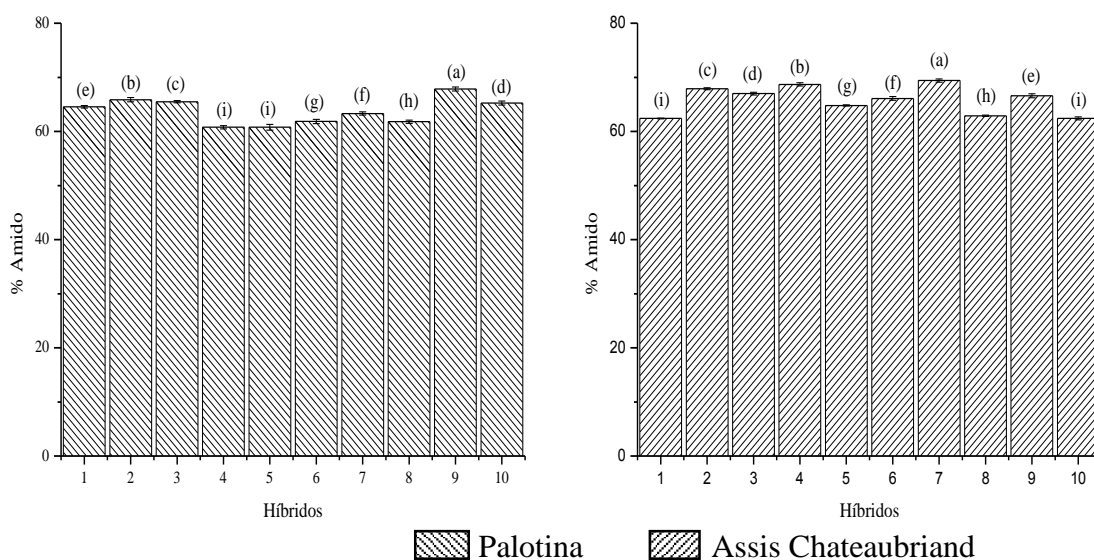 80
60
40
20
0
% Amido
(e) (b) (c) (i) (i) (g) (f) (h) (a) (d)
1 2 3 4 5 6 7 8 9 10
Híbridos
80
60
40
20
0
% Amido
(i) (c) (d) (b) (g) (f) (a) (h) (e) (i)
1 2 3 4 5 6 7 8 9 10
Híbridos
Palotina Assis Chateaubriand